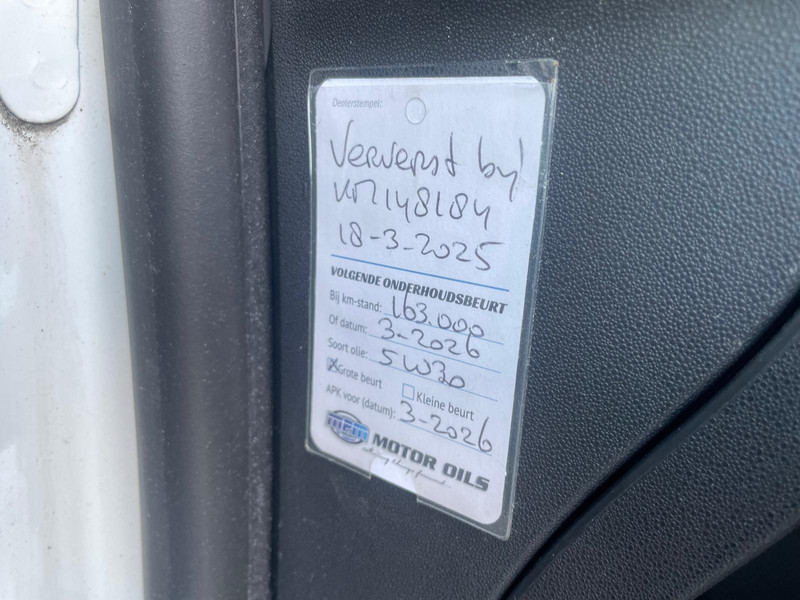 Dealerstempel:
Ververst bij
KM 148184
18-3-2025
VOLGENDE ONDERHOUDSBEURT
Bij km-stand: 163.000
Of datum: 3-2026
Soort olie: 5W30
X Grote beurt Kleine beurt
APK voor (datum): 3-2026
mpm MOTOR OILS